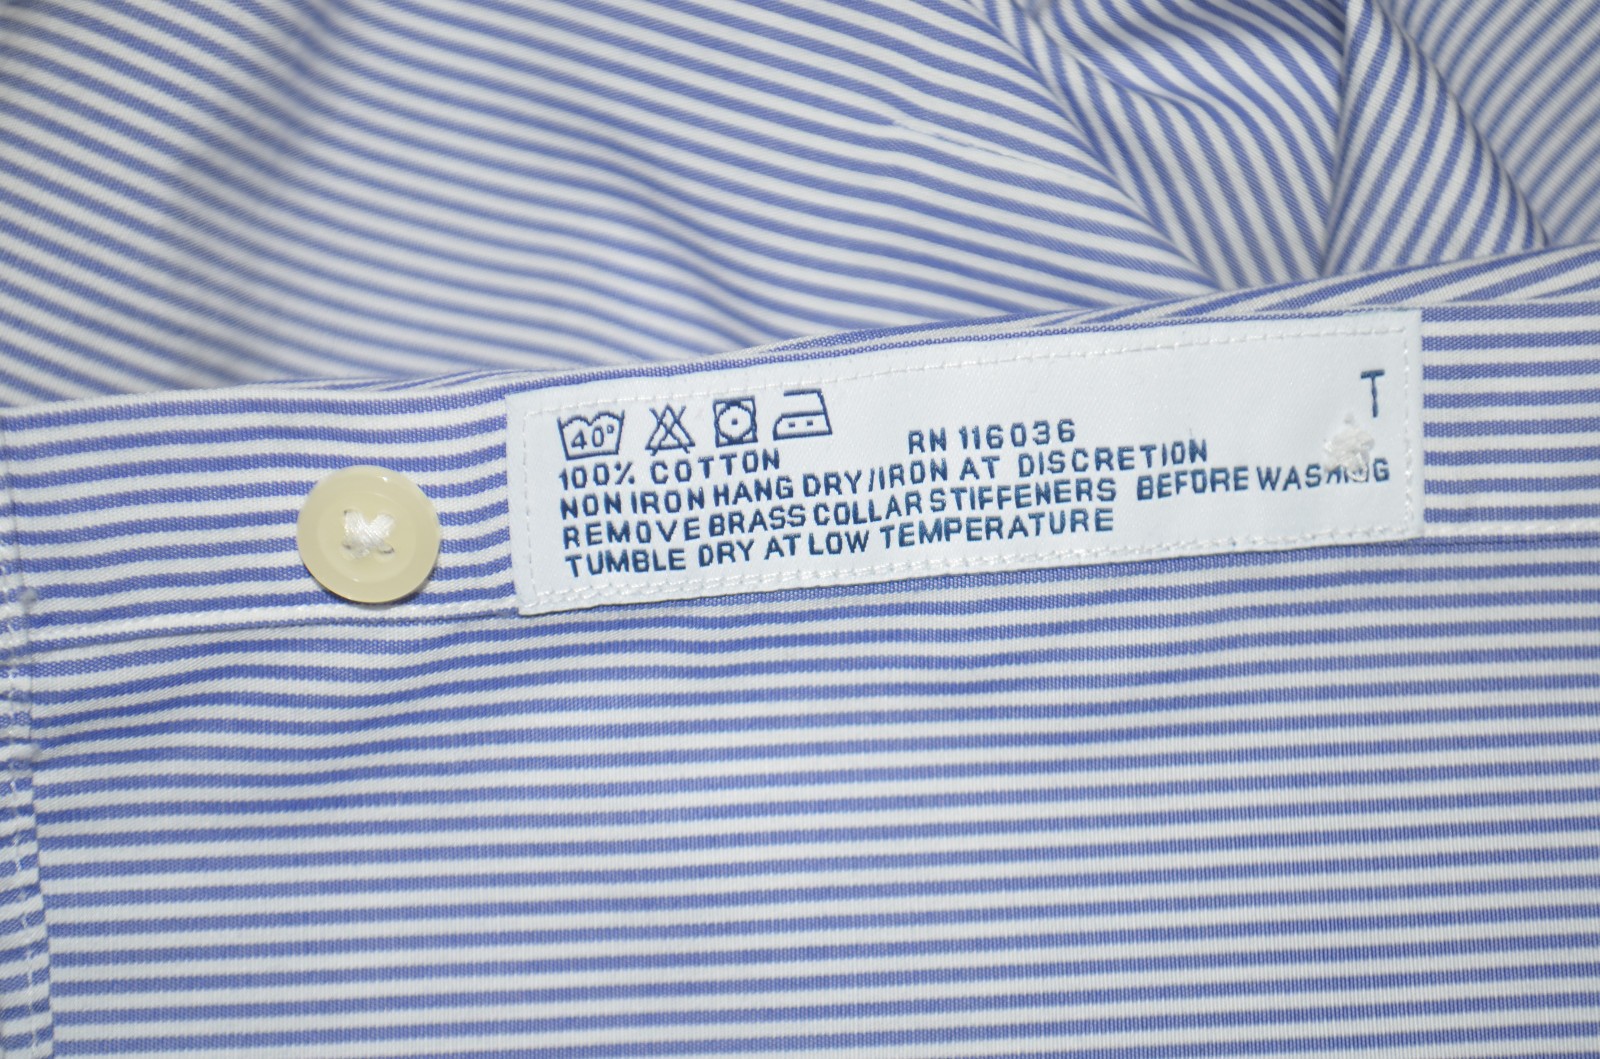 T
40°
100% COTTON RN 116036
NON IRON HANG DRY/IRON AT DISCRETION
REMOVE BRASS COLLAR STIFFENERS BEFORE WASHING
TUMBLE DRY AT LOW TEMPERATURE